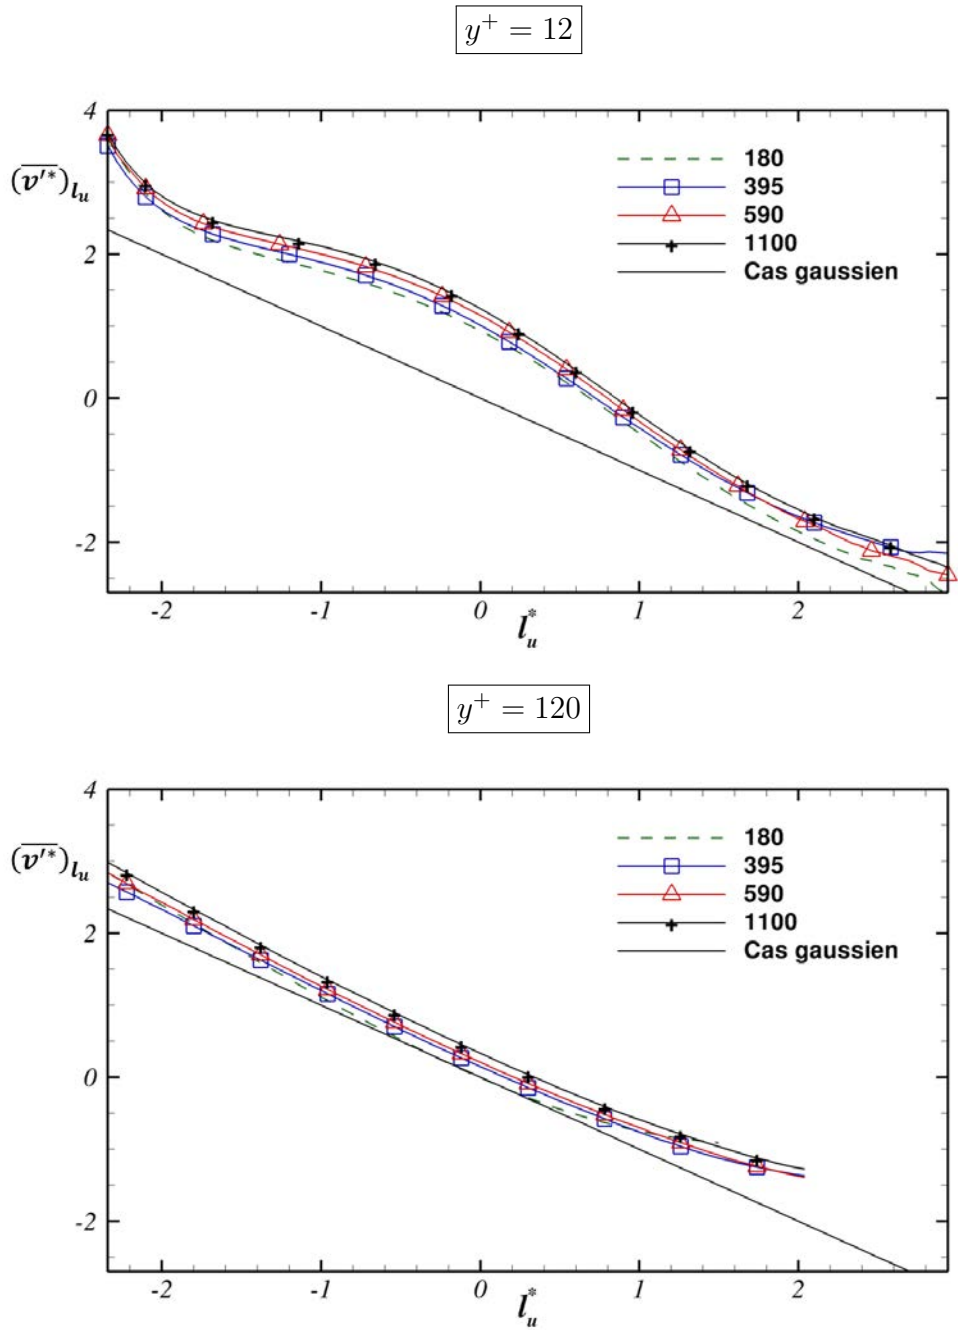 y⁺ = 12
4
(v'*)lᵤ
2
0
-2
180
395
590
1100
Cas gaussien
-2 -1 0 1 2
l*ᵤ
y⁺ = 120
4
(v'*)lᵤ
2
0
-2
180
395
590
1100
Cas gaussien
-2 -1 0 1 2
l*ᵤ